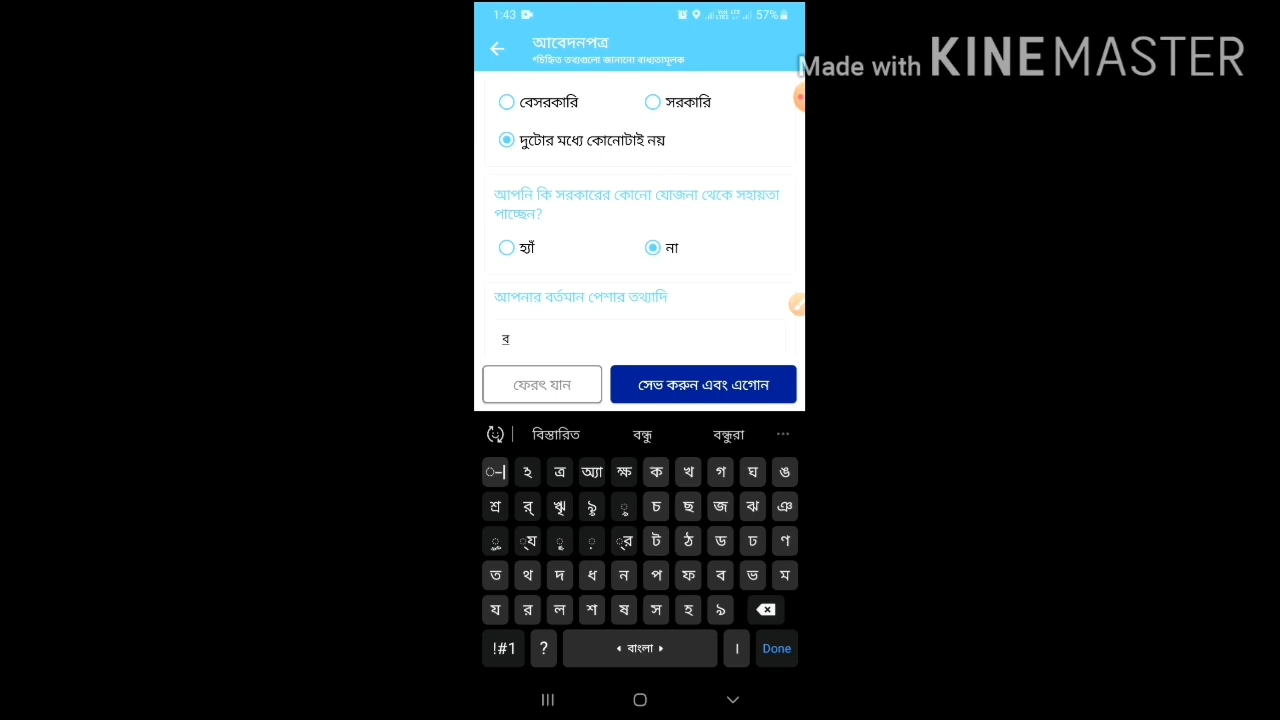 1:43 57%
আবেদনপত্র
*চিহ্নিত তথ্যগুলো জানানো বাধ্যতামূলক
Made with KINEMASTER
বেসরকারি সরকারি
দুটোর মধ্যে কোনোটাই নয়
আপনি কি সরকারের কোনো যোজনা থেকে সহায়তা
পাচ্ছেন?
হ্যাঁ না
আপনার বর্তমান পেশার তথ্যাদি
ব
ফেরৎ যান সেভ করুন এবং এগোন
বিস্তারিত বন্ধু বন্ধুরা ...
ত্র অ্যা ক্ষ ক খ গ ঘ ঙ
শ্র র্ ঋ চ ছ জ ঝ ঞ
্য ূ ় ্র ট ঠ ড ঢ ণ
ত থ দ ধ ন প ফ ব ভ ম
য র ল শ ষ স হ ৯
!#1 ? বাংলা । Done